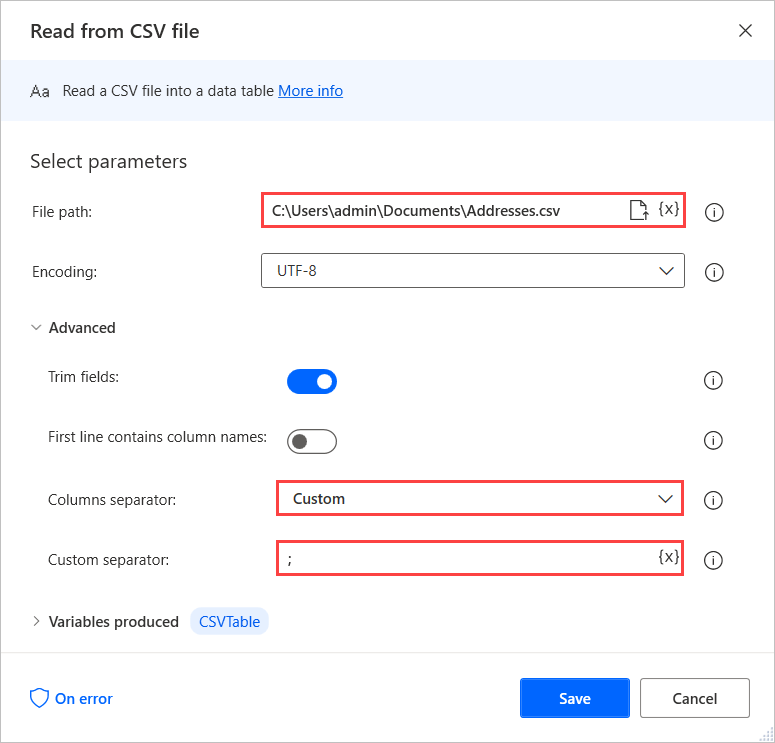 Read from CSV file
Aa Read a CSV file into a data table More info
Select parameters
File path: C:\Users\admin\Documents\Addresses.csv {x}
Encoding: UTF-8
Advanced
Trim fields:
First line contains column names:
Columns separator: Custom
Custom separator: ; {x}
Variables produced CSVTable
On error Save Cancel